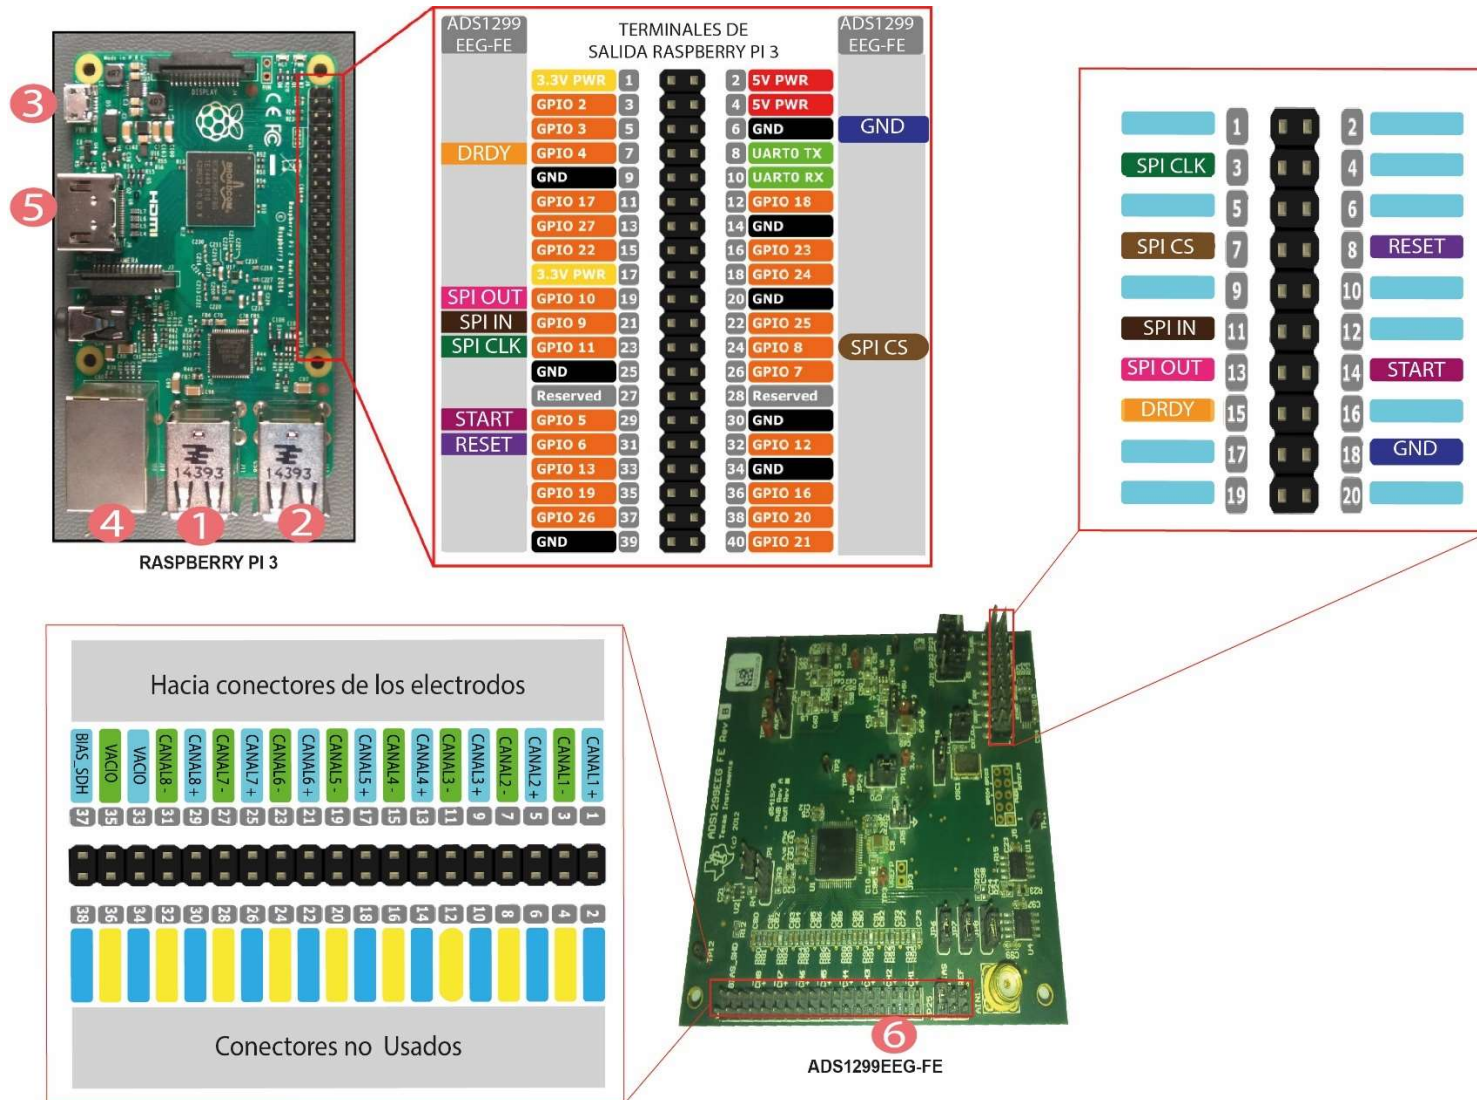 ADS1299
EEG-FE
TERMINALES DE
SALIDA RASPBERRY PI 3
ADS1299
EEG-FE
3.3V PWR 1 2 5V PWR
GPIO 2 3 4 5V PWR
GPIO 3 5 6 GND GND
DRDY GPIO 4 7 8 UART0 TX
GND 9 10 UART0 RX
GPIO 17 11 12 GPIO 18
GPIO 27 13 14 GND
GPIO 22 15 16 GPIO 23
3.3V PWR 17 18 GPIO 24
SPI OUT GPIO 10 19 20 GND
SPI IN GPIO 9 21 22 GPIO 25
SPI CLK GPIO 11 23 24 GPIO 8 SPI CS
GND 25 26 GPIO 7
Reserved 27 28 Reserved
START GPIO 5 29 30 GND
RESET GPIO 6 31 32 GPIO 12
GPIO 13 33 34 GND
GPIO 19 35 36 GPIO 16
GPIO 26 37 38 GPIO 20
GND 39 40 GPIO 21
1 2
SPI CLK 3 4
5 6
SPI CS 7 8 RESET
9 10
SPI IN 11 12
SPI OUT 13 14 START
DRDY 15 16
17 18 GND
19 20
3
5
4
1
2
DISPLAY
HDMI
14393
14393
RASPBERRY PI 3
Hacia conectores de los electrodos
BIAS_SDH VACIO VACIO CANAL8 - CANAL8 + CANAL7 - CANAL7 + CANAL6 - CANAL6 + CANAL5 - CANAL5 + CANAL4 - CANAL4 + CANAL3 - CANAL3 + CANAL2 - CANAL2 + CANAL1 - CANAL1 +
37 35 33 31 29 27 25 23 21 19 17 15 13 11 9 7 5 3 1
38 36 34 32 30 28 26 24 22 20 18 16 14 12 10 8 6 4 2
Conectores no Usados
ADS1299EEG FE Rev B
Texas Instruments
(c) 2012
6
ADS1299EEG-FE